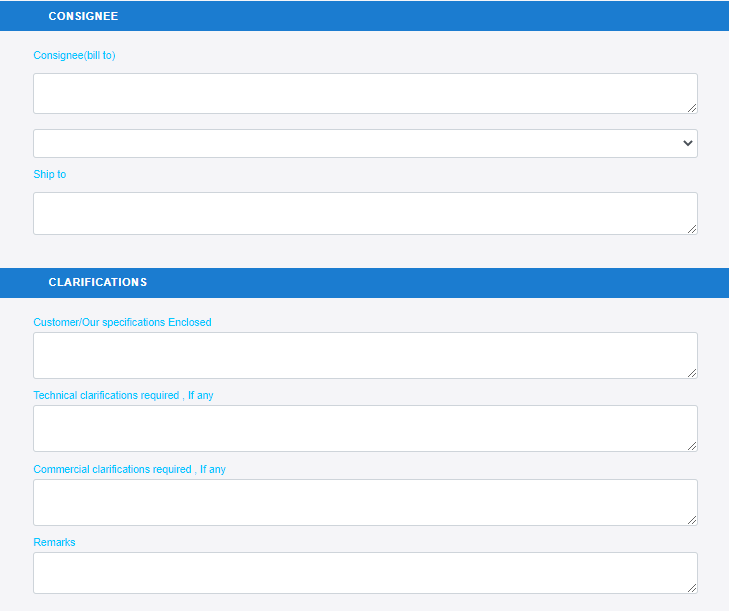 CONSIGNEE
Consignee(bill to)
Ship to
CLARIFICATIONS
Customer/Our specifications Enclosed
Technical clarifications required , If any
Commercial clarifications required , If any
Remarks